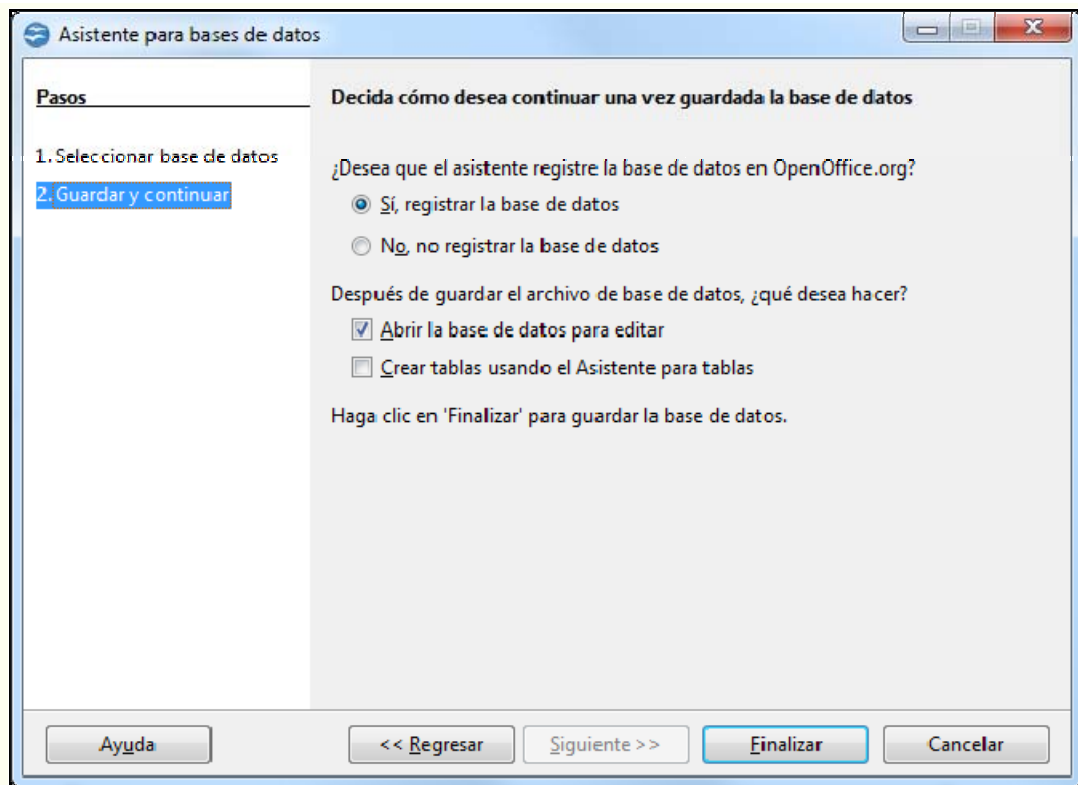 Asistente para bases de datos
Pasos
1. Seleccionar base de datos
2. Guardar y continuar
Decida cómo desea continuar una vez guardada la base de datos
¿Desea que el asistente registre la base de datos en OpenOffice.org?
Sí, registrar la base de datos
No, no registrar la base de datos
Después de guardar el archivo de base de datos, ¿qué desea hacer?
Abrir la base de datos para editar
Crear tablas usando el Asistente para tablas
Haga clic en 'Finalizar' para guardar la base de datos.
Ayuda
<< Regresar
Siguiente >>
Finalizar
Cancelar